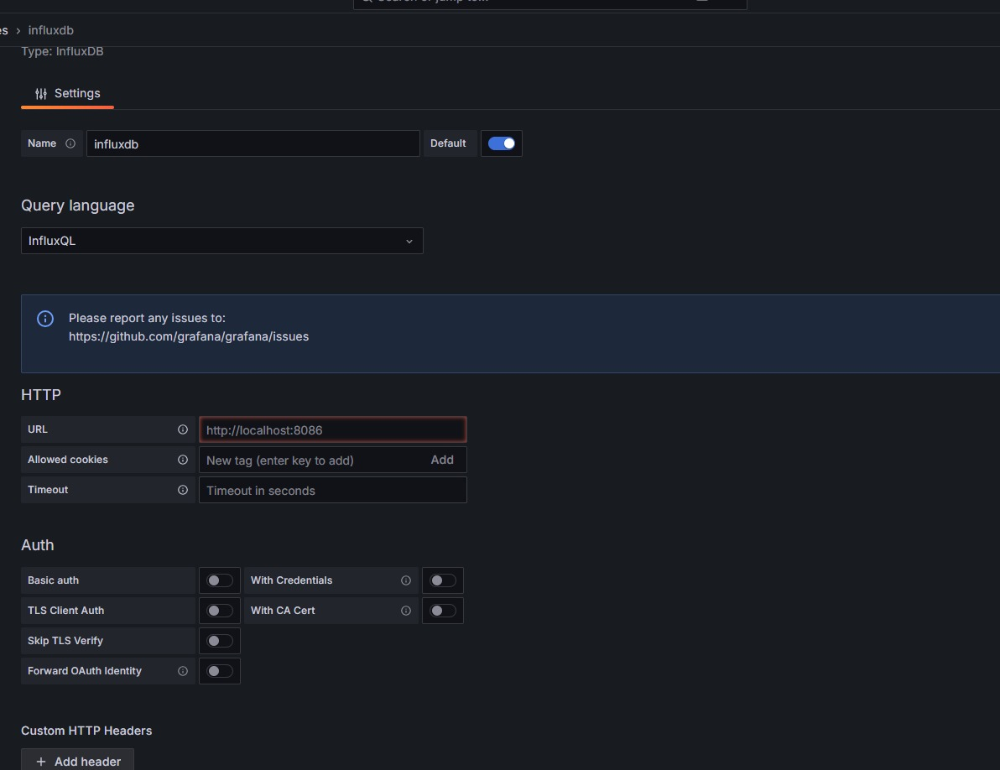 es › influxdb
Type: InfluxDB
Settings
Name influxdb Default
Query language
InfluxQL
Please report any issues to:
https://github.com/grafana/grafana/issues
HTTP
URL http://localhost:8086
Allowed cookies New tag (enter key to add) Add
Timeout Timeout in seconds
Auth
Basic auth With Credentials
TLS Client Auth With CA Cert
Skip TLS Verify
Forward OAuth Identity
Custom HTTP Headers
+ Add header